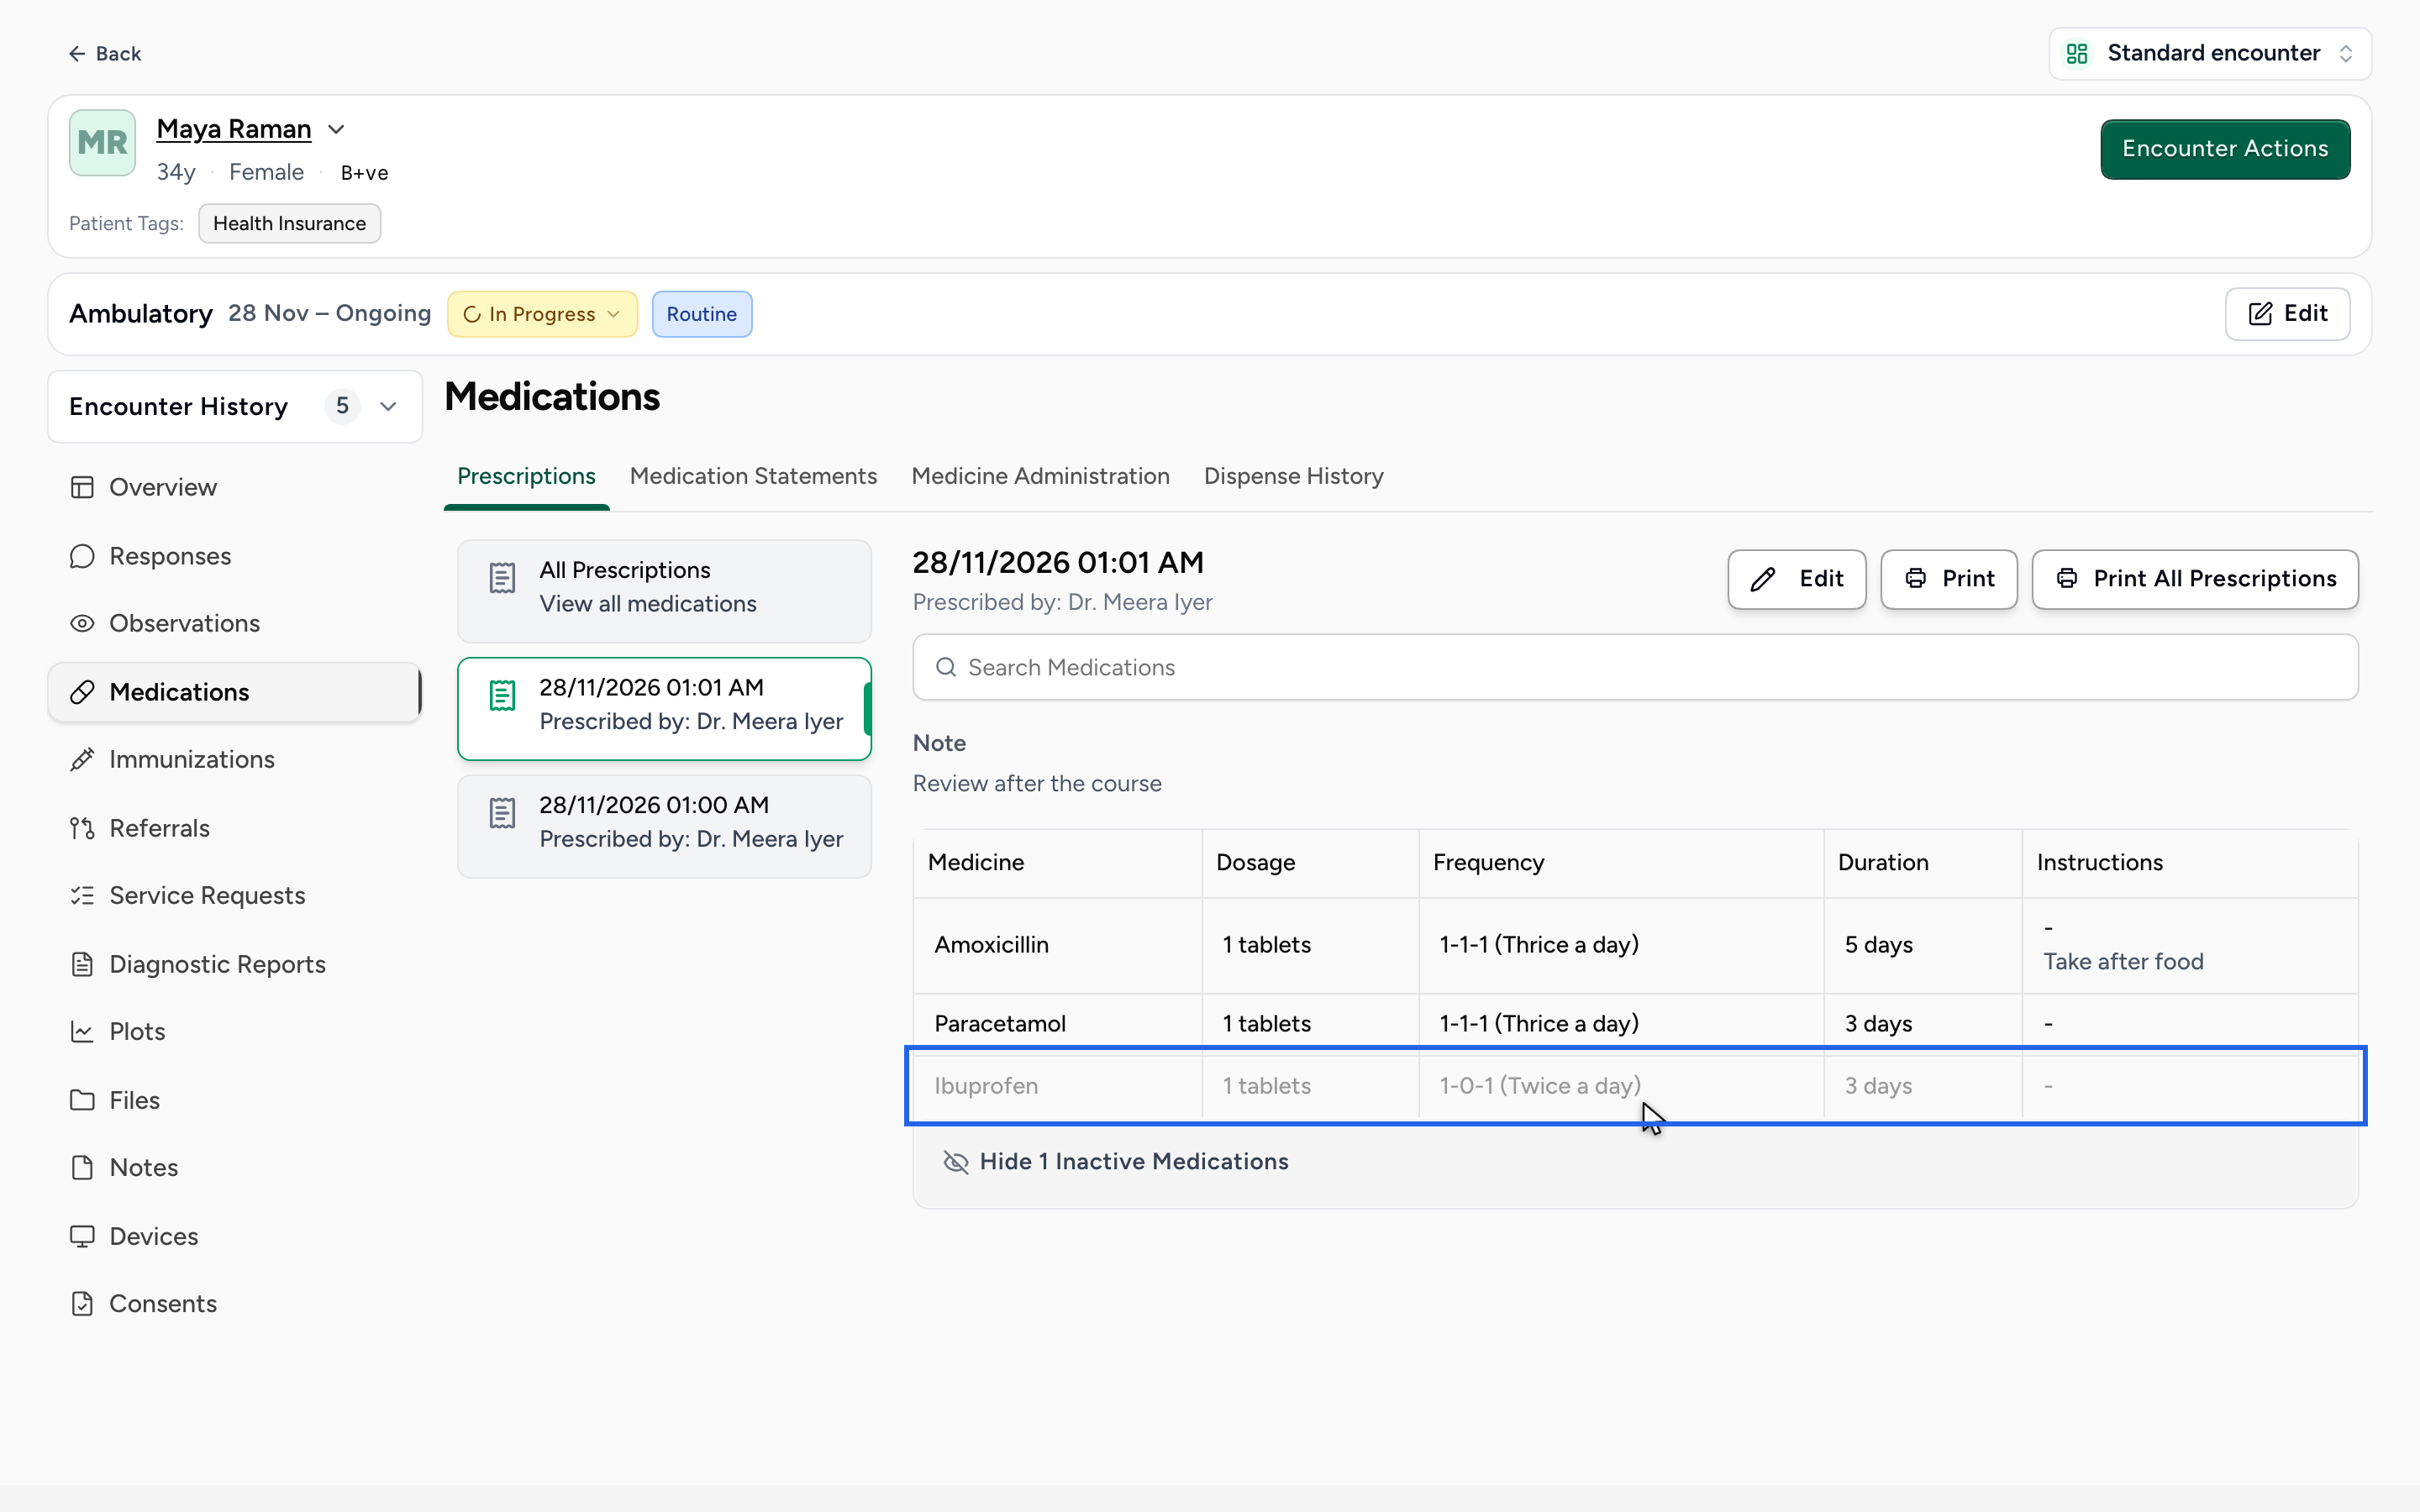 Back
Standard encounter
MR
Maya Raman
34y · Female · B+ve
Encounter Actions
Patient Tags: Health Insurance
Ambulatory 28 Nov – Ongoing In Progress Routine
Edit
Encounter History 5
Overview
Responses
Observations
Medications
Immunizations
Referrals
Service Requests
Diagnostic Reports
Plots
Files
Notes
Devices
Consents
Medications
Prescriptions Medication Statements Medicine Administration Dispense History
All Prescriptions
View all medications
28/11/2026 01:01 AM
Prescribed by: Dr. Meera Iyer
28/11/2026 01:00 AM
Prescribed by: Dr. Meera Iyer
28/11/2026 01:01 AM
Prescribed by: Dr. Meera Iyer
Edit Print Print All Prescriptions
Search Medications
Note
Review after the course
Medicine Dosage Frequency Duration Instructions
Amoxicillin 1 tablets 1-1-1 (Thrice a day) 5 days -
Take after food
Paracetamol 1 tablets 1-1-1 (Thrice a day) 3 days -
Ibuprofen 1 tablets 1-0-1 (Twice a day) 3 days -
Hide 1 Inactive Medications